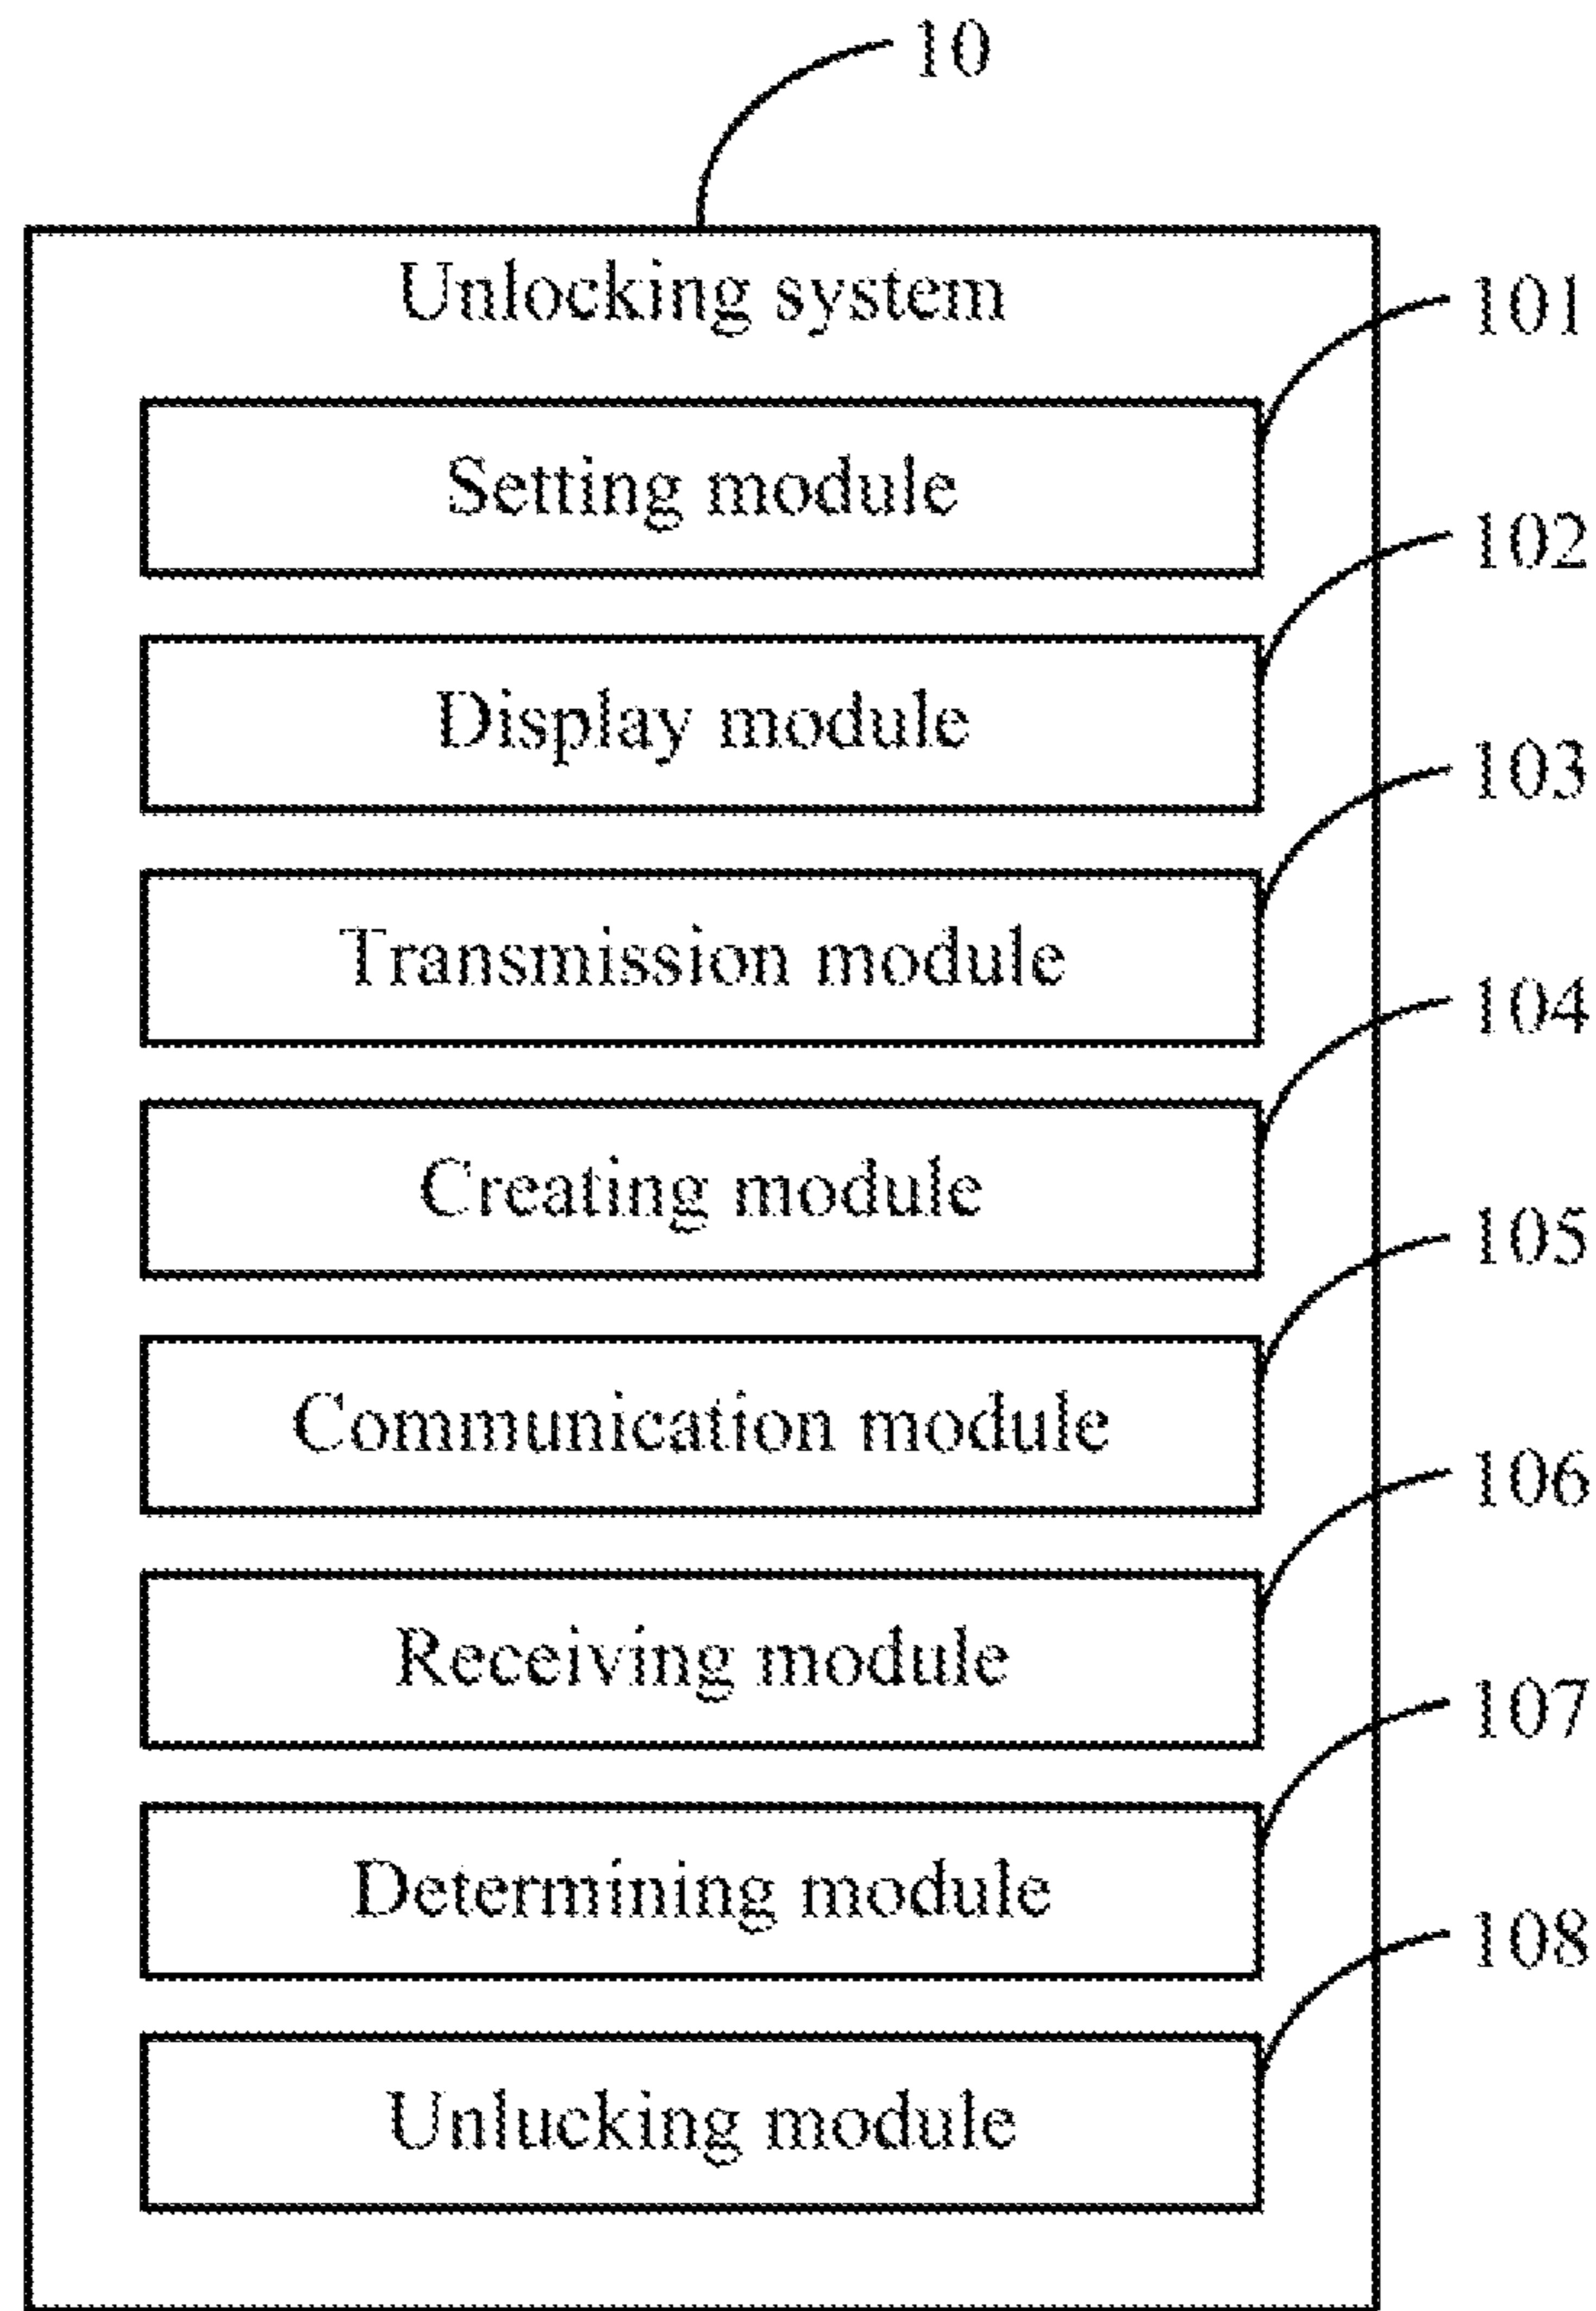 10
Unlocking system
101
Setting module
102
Display module
103
Transmission module
104
Creating module
105
Communication module
106
Receiving module
107
Determining module
108
Unlucking module